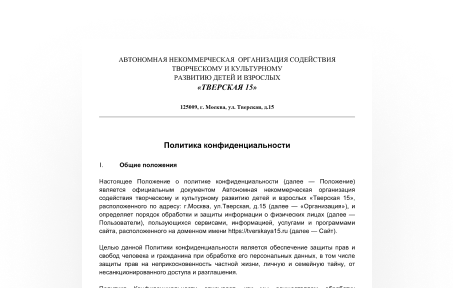 АВТОНОМНАЯ НЕКОММЕРЧЕСКАЯ ОРГАНИЗАЦИЯ СОДЕЙСТВИЯ
ТВОРЧЕСКОМУ И КУЛЬТУРНОМУ
РАЗВИТИЮ ДЕТЕЙ И ВЗРОСЛЫХ
«ТВЕРСКАЯ 15»
125009, г. Москва, ул. Тверская, д.15
Политика конфиденциальности
I. Общие положения
Настоящее Положение о политике конфиденциальности (далее — Положение)
является официальным документом Автономная некоммерческая организация
содействия творческому и культурному развитию детей и взрослых «Тверская 15»,
расположенного по адресу: г.Москва, ул.Тверская, д.15 (далее — «Организация»), и
определяет порядок обработки и защиты информации о физических лицах (далее —
Пользователи), пользующихся сервисами, информацией, услугами и программами
сайта, расположенного на доменном имени https://tverskaya15.ru (далее — Сайт).
Целью данной Политики конфиденциальности является обеспечение защиты прав и
свобод человека и гражданина при обработке его персональных данных, в том числе
защиты прав на неприкосновенность частной жизни, личную и семейную тайну, от
несанкционированного доступа и разглашения.